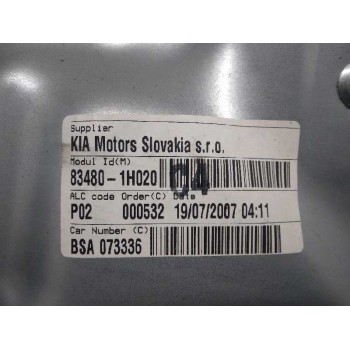 Supplier
KIA Motors Slovakia s.r.o.
Modul Id(M)
83480-1H020 04
ALC code Order(C) Date
P02 000532 19/07/2007 04:11
Car Number (C)
BSA 073336